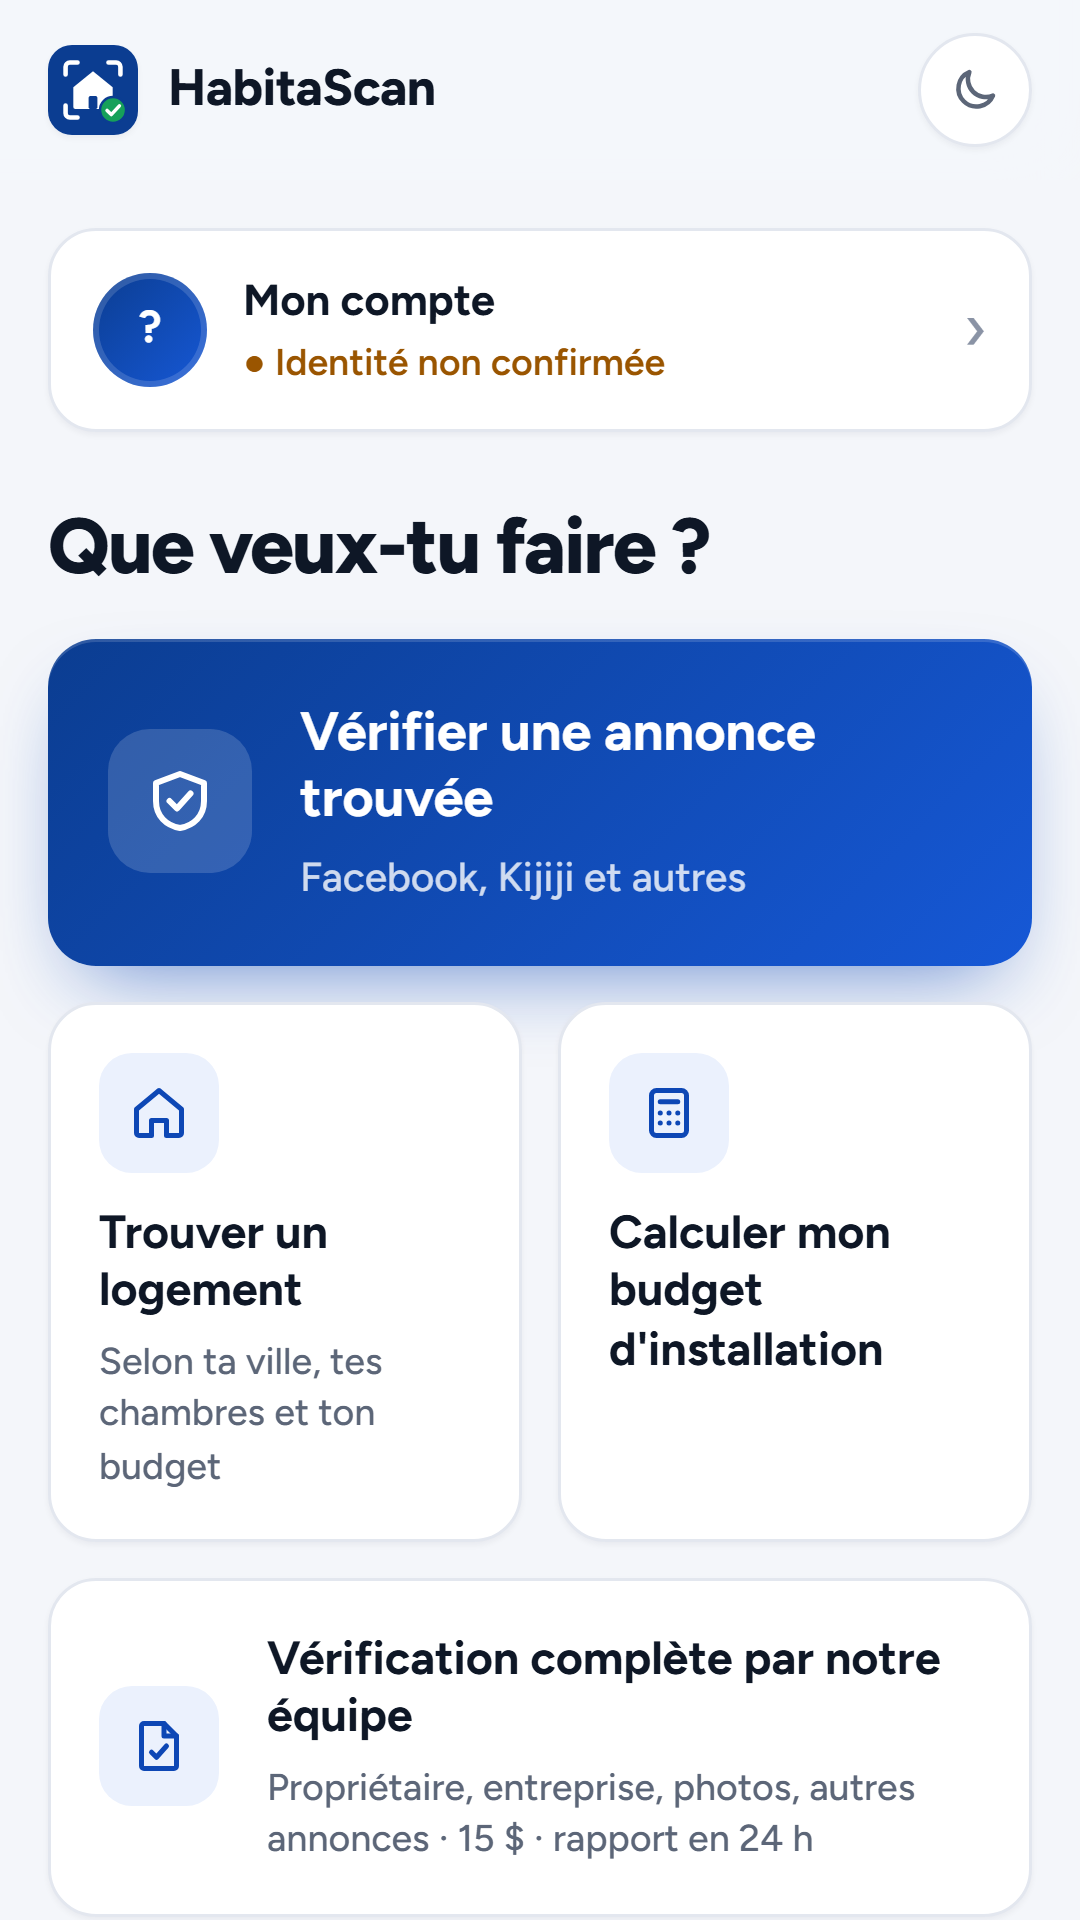 HabitaScan
?
Mon compte
● Identité non confirmée
›
Que veux-tu faire ?
Vérifier une annonce
trouvée
Facebook, Kijiji et autres
Trouver un
logement
Selon ta ville, tes
chambres et ton
budget
Calculer mon
budget
d'installation
Vérification complète par notre
équipe
Propriétaire, entreprise, photos, autres
annonces · 15 $ · rapport en 24 h